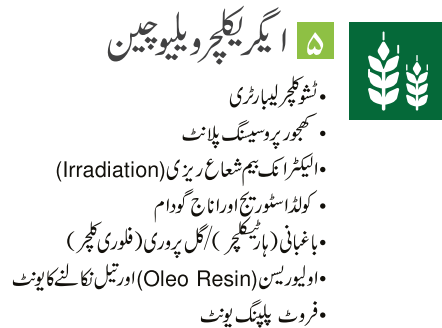 ۵ ایگریکلچر ویلیو چین
• ٹشو کلچر لیبارٹری
• کھجور پروسیسنگ پلانٹ
• الیکٹرانک بیم شعاع ریزی (Irradiation)
• کولڈ اسٹوریج اور اناج گودام
• باغبانی (ہارٹیکلچر)/گل پروری (فلوری کلچر)
• اولیوریسن (Oleo Resin) اور تیل نکالنے کا یونٹ
• فروٹ پلپنگ یونٹ